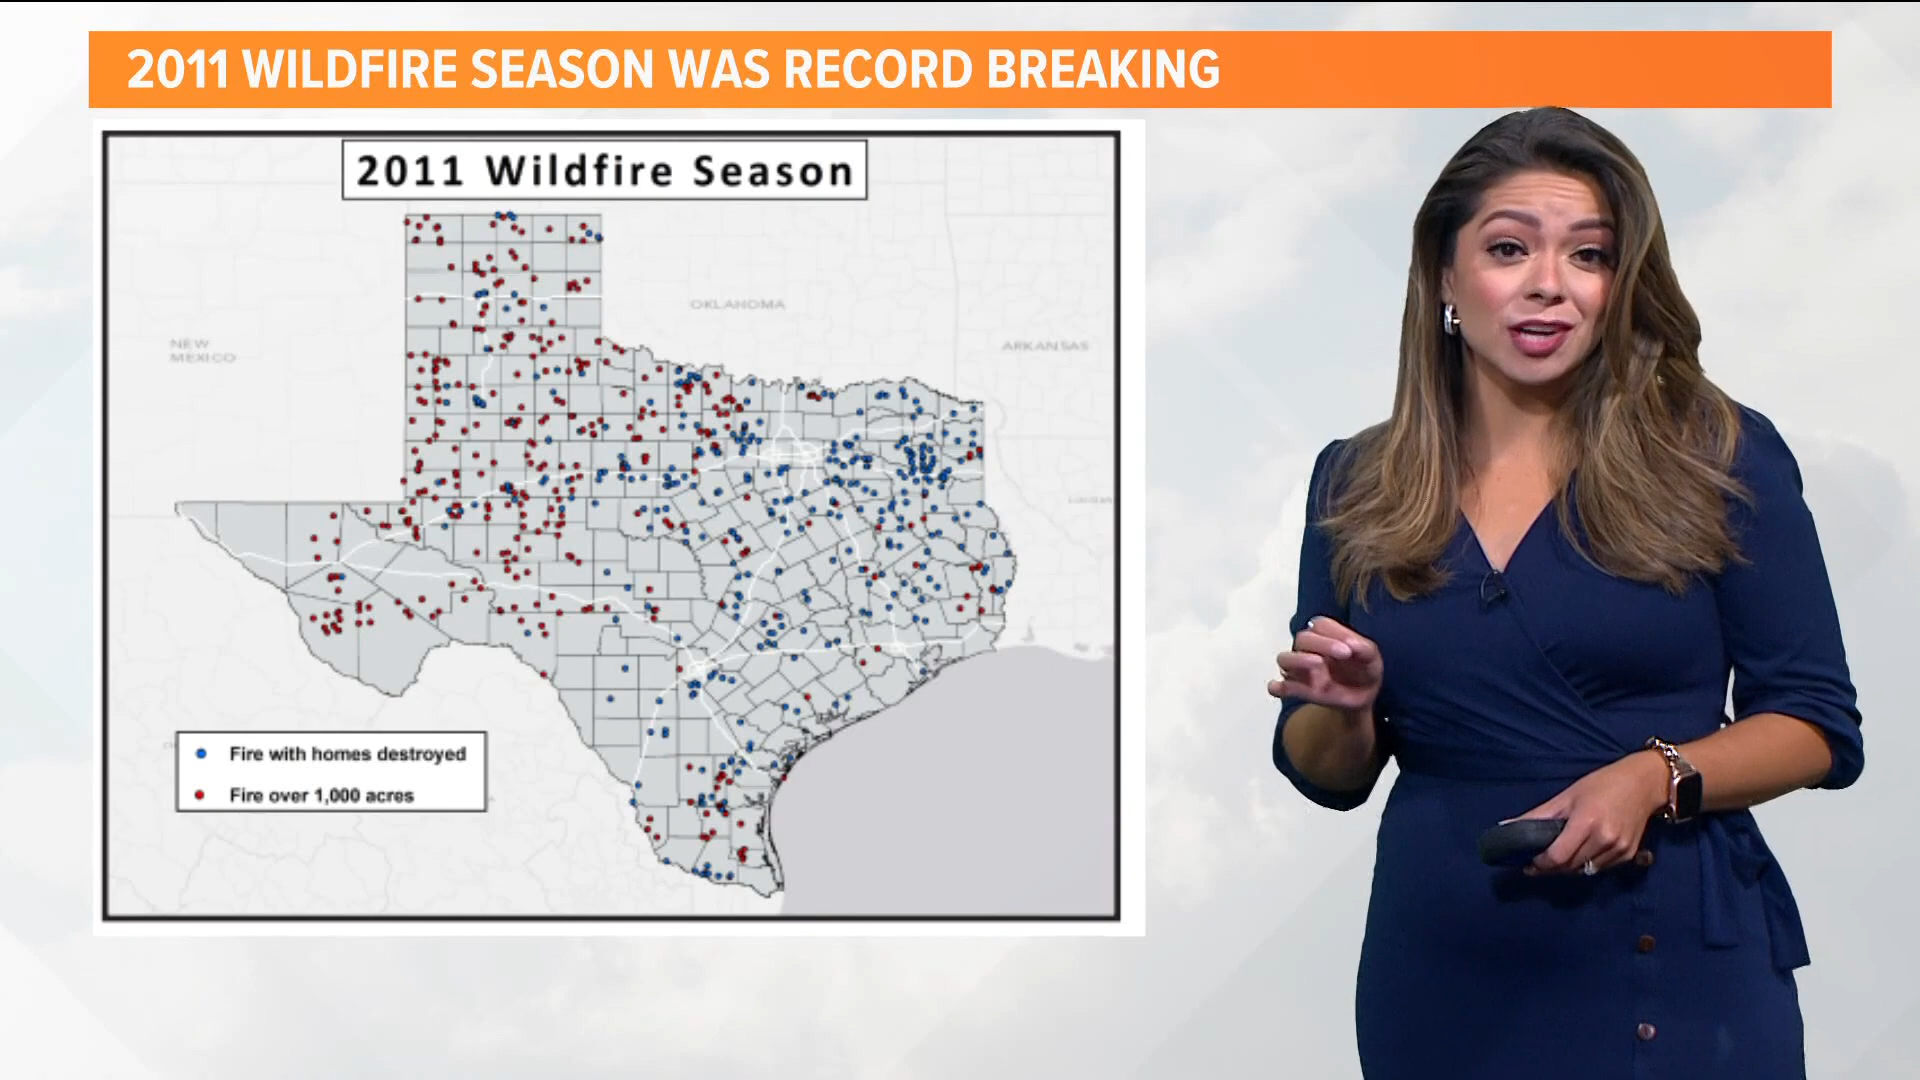 2011 WILDFIRE SEASON WAS RECORD BREAKING
2011 Wildfire Season
OKLAHOMA
NEW
MEXICO
ARKANSAS
Fire with homes destroyed
Fire over 1,000 acres